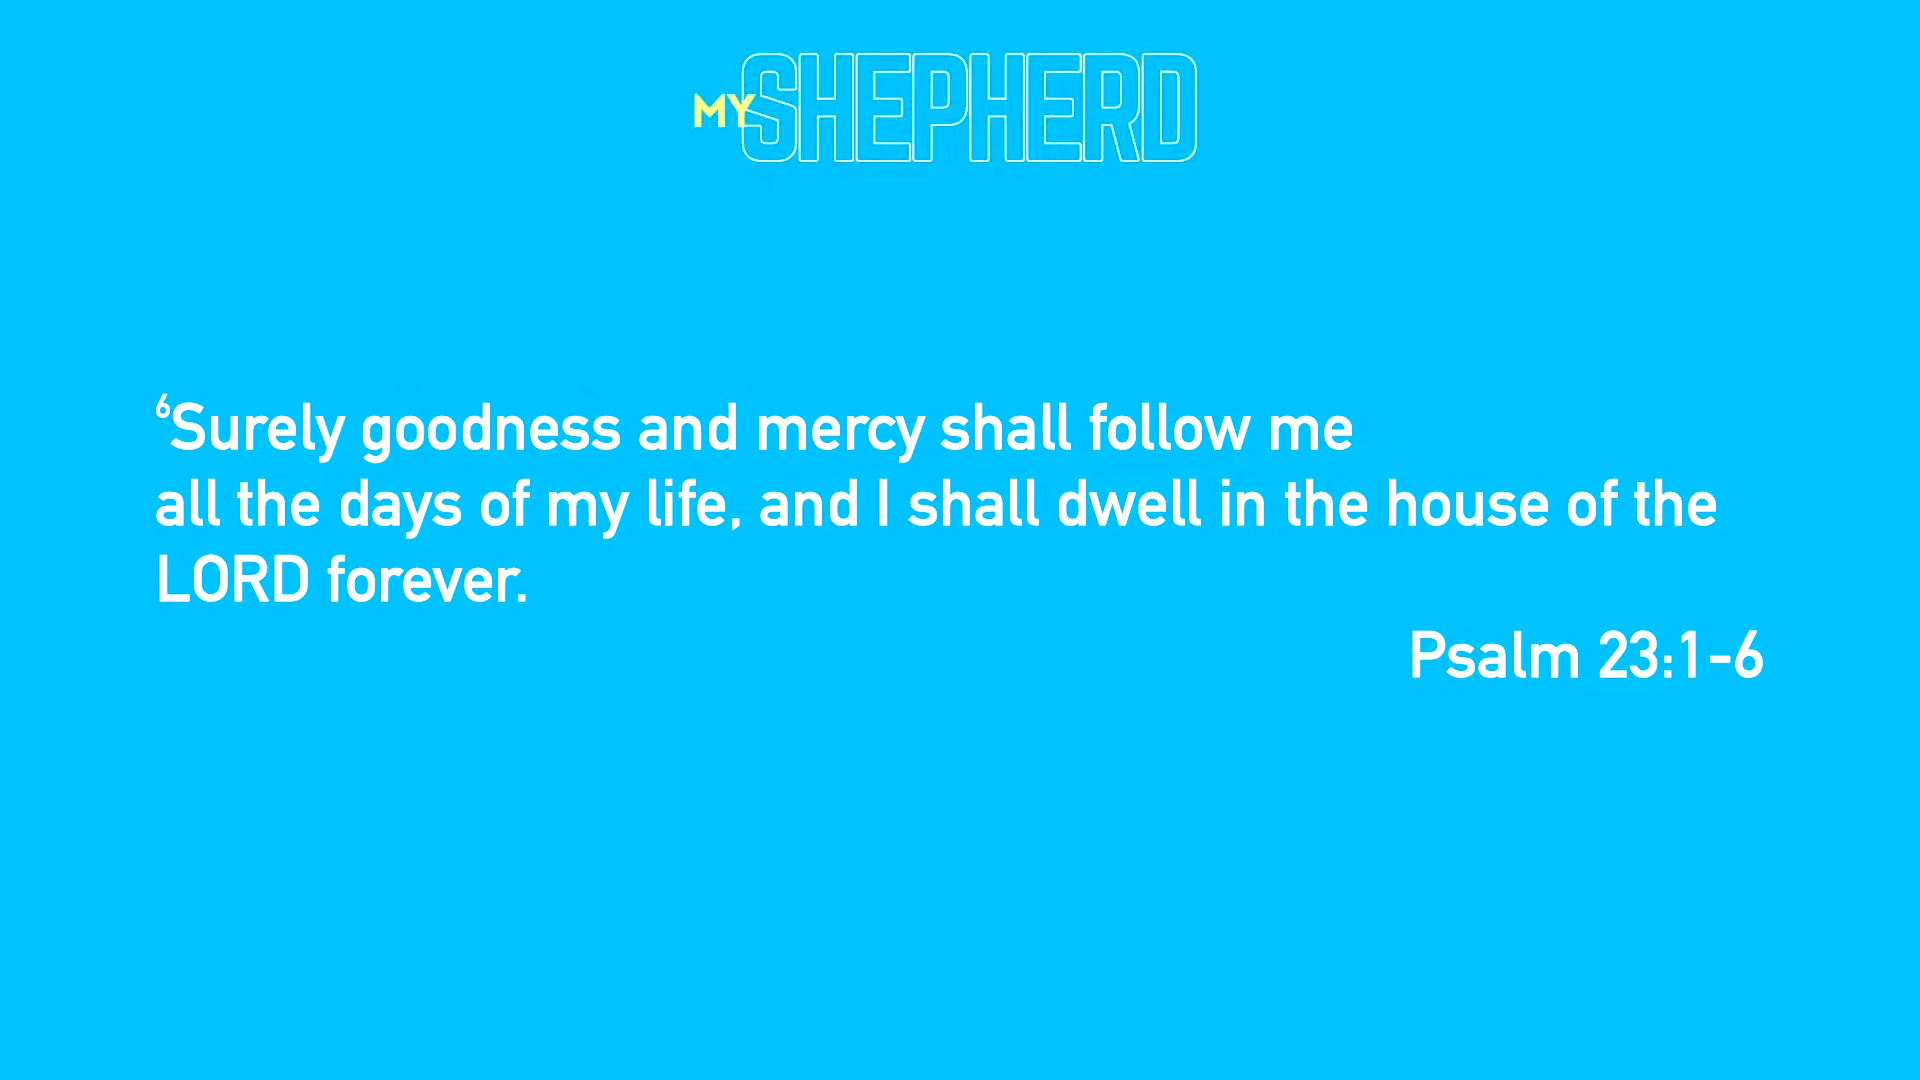 MY SHEPHERD
⁶Surely goodness and mercy shall follow me
all the days of my life, and I shall dwell in the house of the
LORD forever.
Psalm 23:1-6